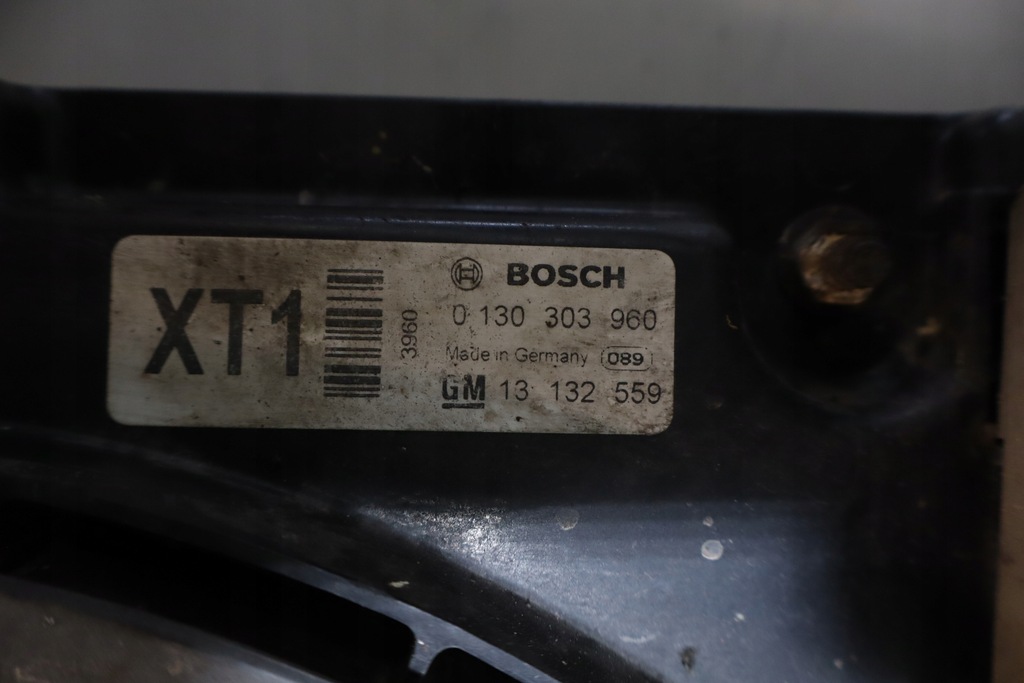 XT1
3960
BOSCH
0 130 303 960
Made in Germany 089
GM 13 132 559